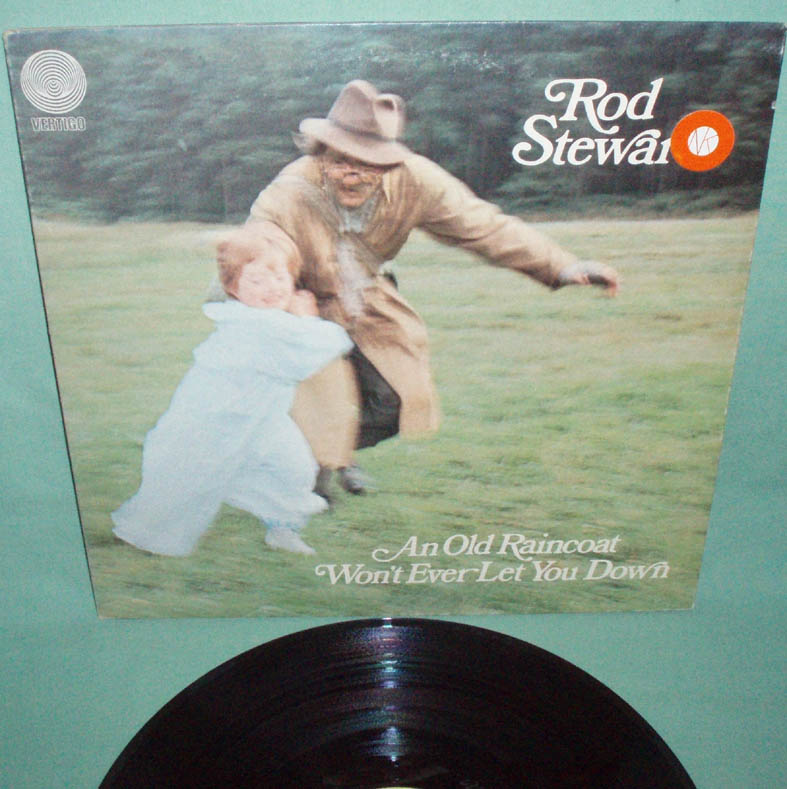 VERTIGO
Rod
Stewar
An Old Raincoat
Won't Ever Let You Down